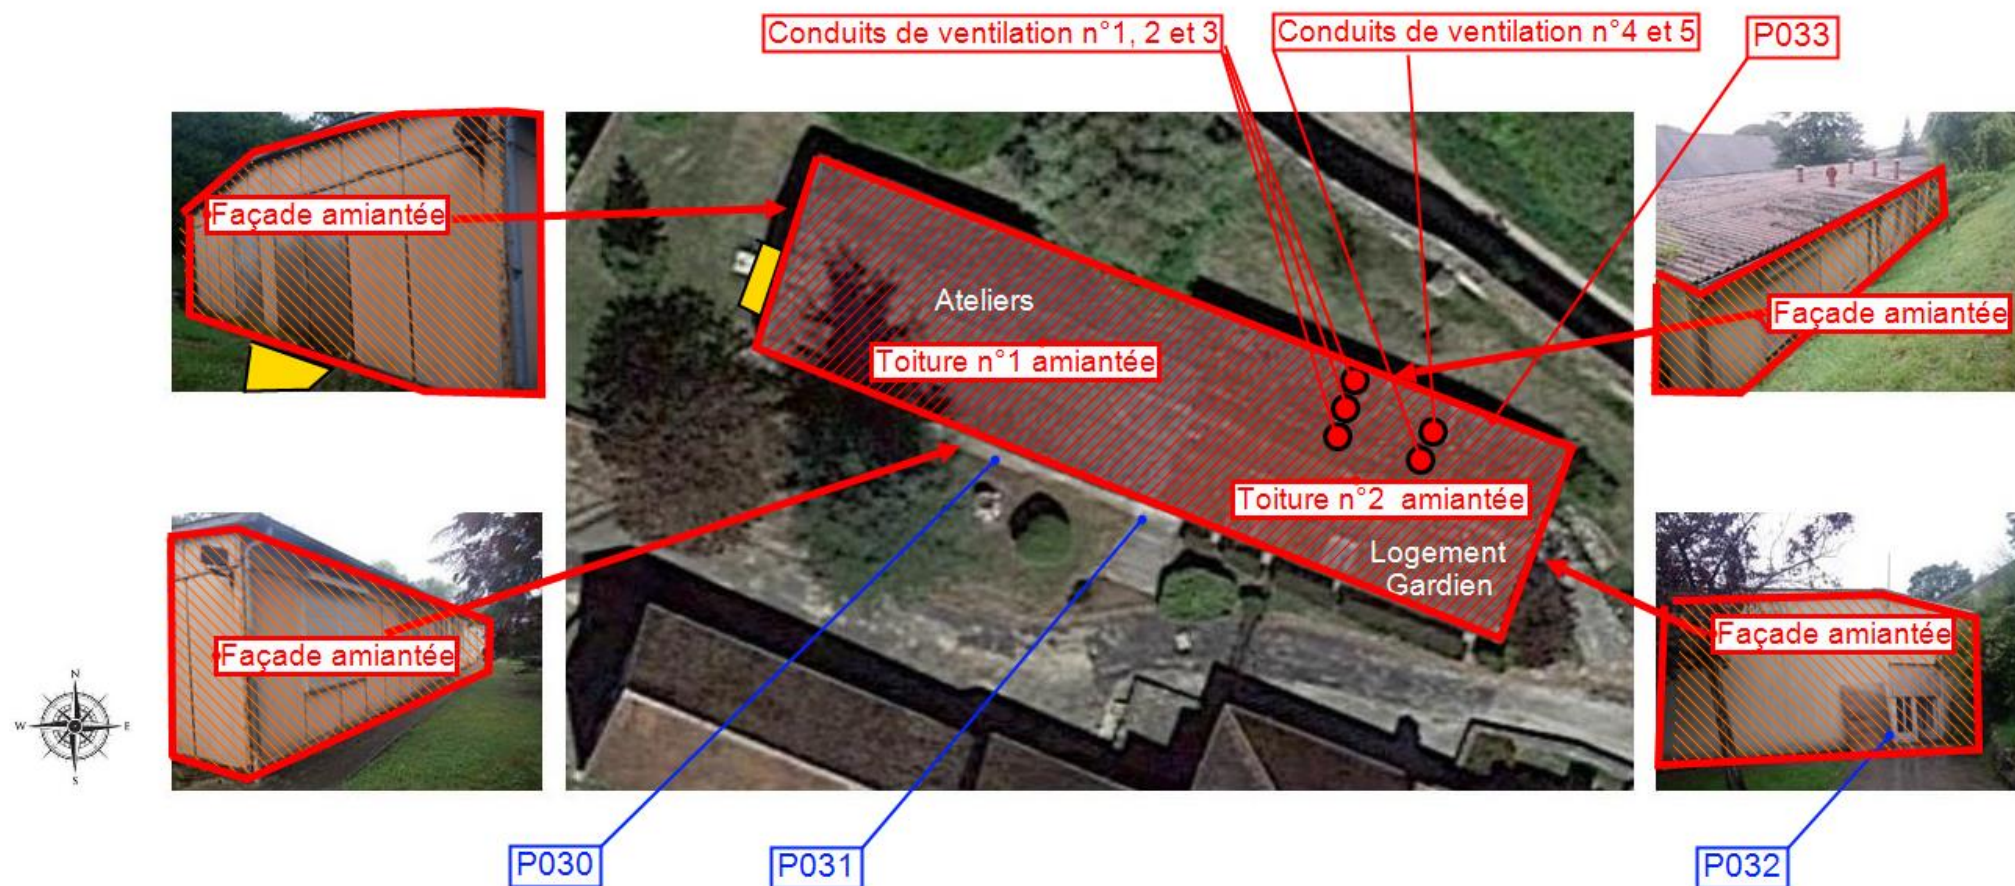 Conduits de ventilation n°1, 2 et 3
Conduits de ventilation n°4 et 5
P033
Façade amiantée
Ateliers
Façade amiantée
Toiture n°1 amiantée
Toiture n°2 amiantée
Logement
Gardien
Façade amiantée
Façade amiantée
N
W
E
S
P030
P031
P032